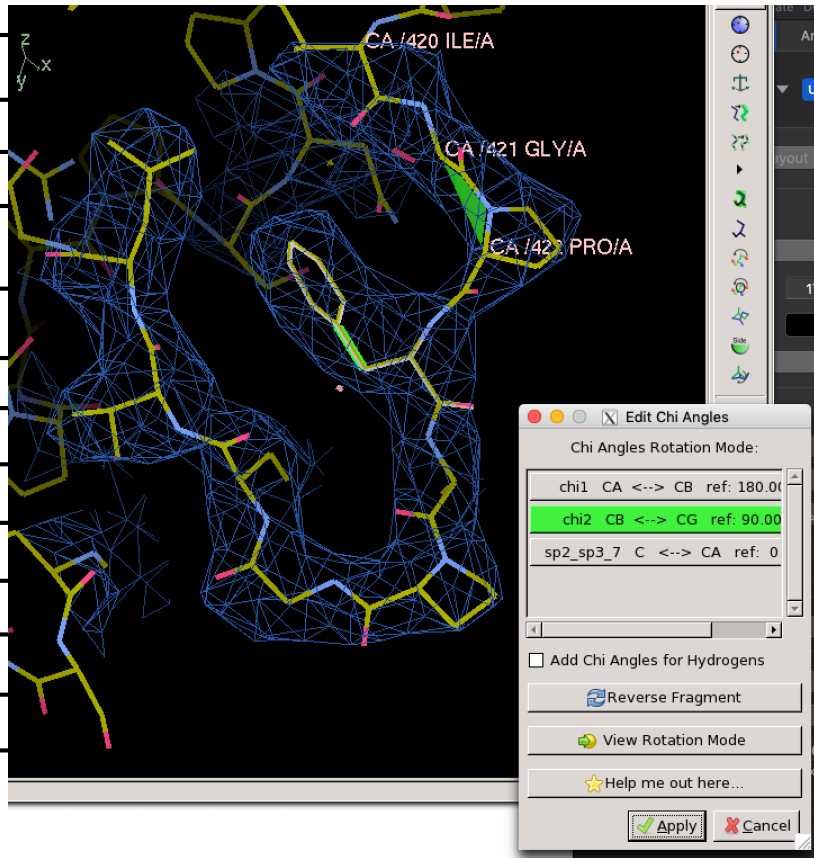 CA /420 ILE/A
z
x
y
CA /421 GLY/A
CA /422 PRO/A
Side
Edit Chi Angles
Chi Angles Rotation Mode:
chi1 CA <--> CB ref: 180.00
chi2 CB <--> CG ref: 90.00
sp2_sp3_7 C <--> CA ref: 0
Add Chi Angles for Hydrogens
Reverse Fragment
View Rotation Mode
Help me out here...
Apply
Cancel